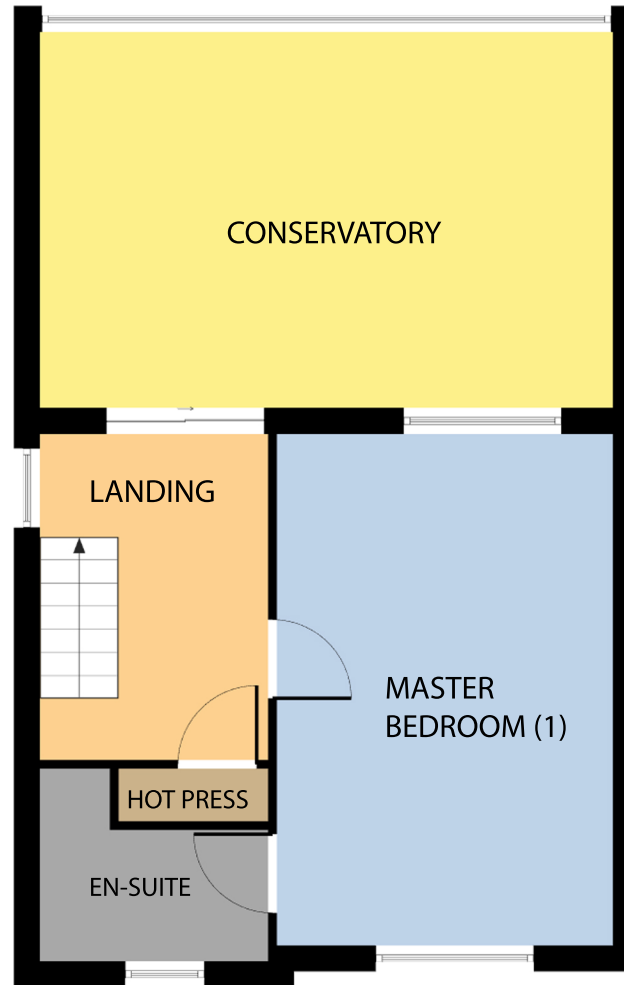 CONSERVATORY
LANDING
MASTER
BEDROOM (1)
HOT PRESS
EN-SUITE